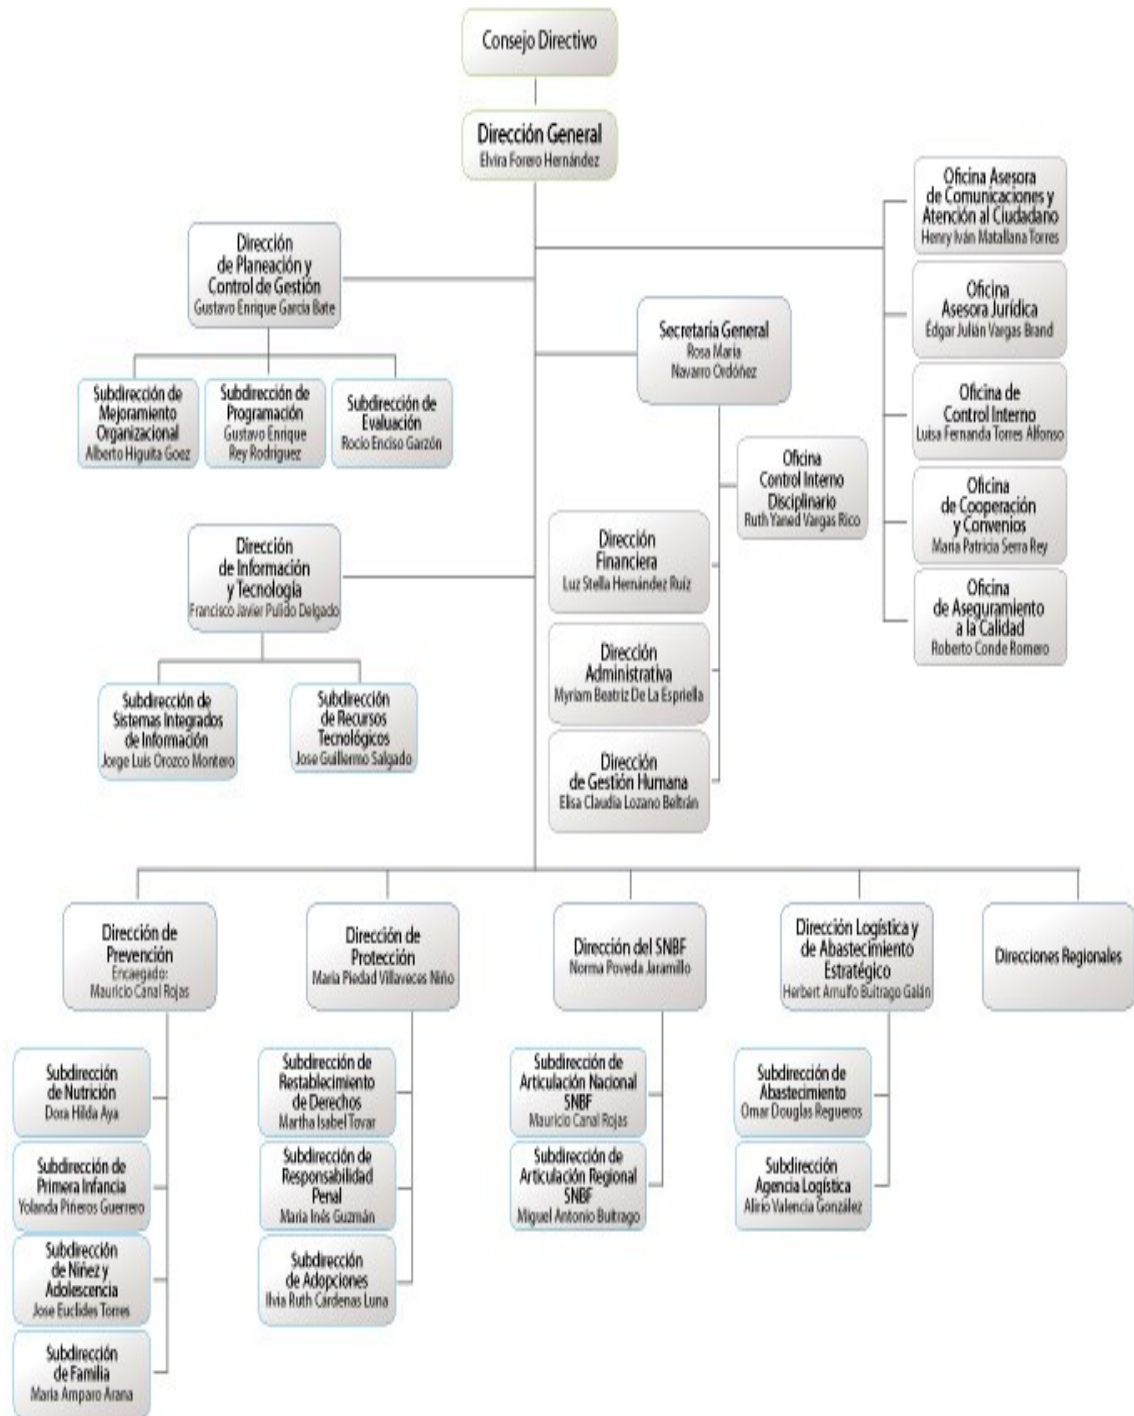 Consejo Directivo
Dirección General
Elvira Forero Hernández
Oficina Asesora
de Comunicaciones y
Atención al Ciudadano
Henry Iván Matallana Torres
Dirección
de Planeación y
Control de Gestión
Gustavo Enrique García Bate
Oficina
Asesora Jurídica
Édgar Julián Vargas Brand
Secretaría General
Rosa María
Navarro Ordóñez
Subdirección de
Mejoramiento
Organizacional
Alberto Higuita Goez
Subdirección de
Programación
Gustavo Enrique
Rey Rodríguez
Subdirección de
Evaluación
Rocío Enciso Garzón
Oficina de
Control Interno
Luisa Fernanda Torres Alfonso
Oficina
Control Interno
Disciplinario
Ruth Yaned Vargas Rico
Oficina
de Cooperación
y Convenios
María Patricia Serra Rey
Dirección
Financiera
Luz Stella Hernández Ruíz
Dirección
de Información
y Tecnología
Francisco Javier Pulido Delgado
Oficina
de Aseguramiento
a la Calidad
Roberto Conde Romero
Dirección
Administrativa
Myriam Beatriz De La Espriella
Subdirección de
Sistemas Integrados
de Información
Jorge Luís Orozco Montero
Subdirección
de Recursos
Tecnológicos
Jose Guillermo Salgado
Dirección
de Gestión Humana
Elisa Claudia Lozano Beltrán
Dirección de
Prevención
Encaegado:
Mauricio Canal Rojas
Dirección de
Protección
María Piedad Villaveces Niño
Dirección del SNBF
Norma Poveda Jaramillo
Dirección Logística y
de Abastecimiento
Estratégico
Herbert Arnulfo Buitrago Galán
Direcciones Regionales
Subdirección
de Nutrición
Dora Hilda Aya
Subdirección de
Restablecimiento
de Derechos
Martha Isabel Tovar
Subdirección de
Articulación Nacional
SNBF
Mauricio Canal Rojas
Subdirección de
Abastecimiento
Omar Douglas Regueros
Subdirección de
Primera Infancia
Yolanda Piñeros Guerrero
Subdirección de
Responsabilidad
Penal
María Inés Guzmán
Subdirección de
Articulación Regional
SNBF
Miguel Antonio Buitrago
Subdirección
Agencia Logística
Alirio Valencia González
Subdirección
de Niñez y
Adolescencia
Jose Euclides Torres
Subdirección
de Adopciones
Ilvia Ruth Cárdenas Luna
Subdirección
de Familia
María Amparo Arana